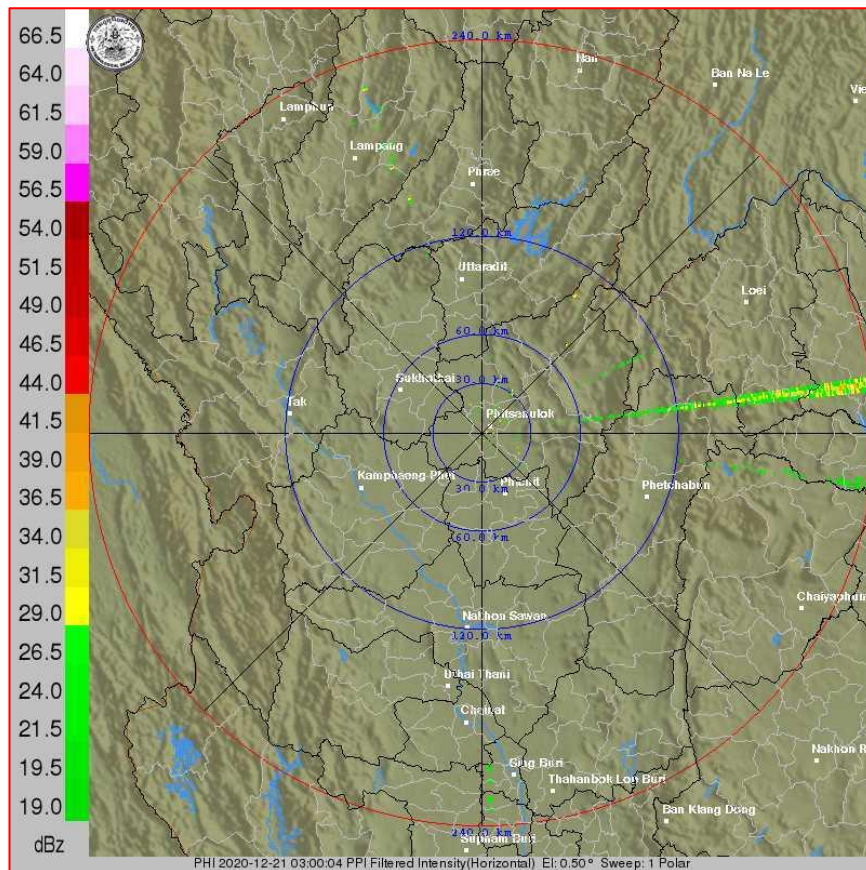 66.5
64.0
61.5
59.0
56.5
54.0
51.5
49.0
46.5
44.0
41.5
39.0
36.5
34.0
31.5
29.0
26.5
24.0
21.5
19.5
19.0
dBz
240.0 km
Nan
Ban Na Le
Vie
Lamphun
Lampang
Phrae
120.0 km
Uttaradit
Loei
60.0 km
30.0 km
Sukhothai
Tak
Phitsanulok
Kamphaeng Phet
Phichit
Phetchabun
30.0 km
60.0 km
Chaiyaphum
Nakhon Sawan
120.0 km
Uthai Thani
Chainat
Nakhon R
Sing Buri
Thahanbok Lop Buri
Ban Klang Dong
240.0 km
Suphan Buri
PHI 2020-12-21 03:00:04 PPI Filtered Intensity(Horizontal) El: 0.50° Sweep: 1 Polar